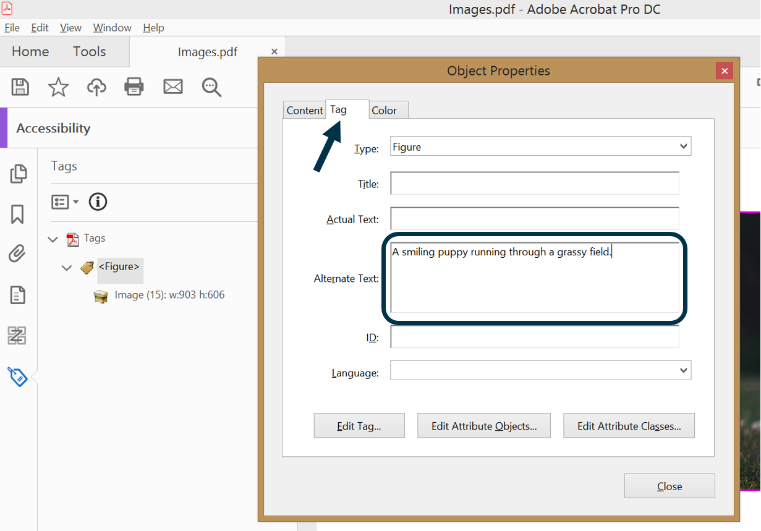 Images.pdf - Adobe Acrobat Pro DC
File Edit View Window Help
Home Tools Images.pdf ×
Object Properties
Accessibility
Content Tag Color
Tags
Type: Figure
Title:
Actual Text:
Tags
Alternate Text: A smiling puppy running through a grassy field.
<Figure>
Image (15): w:903 h:606
ID:
Language:
Edit Tag... Edit Attribute Objects... Edit Attribute Classes...
Close